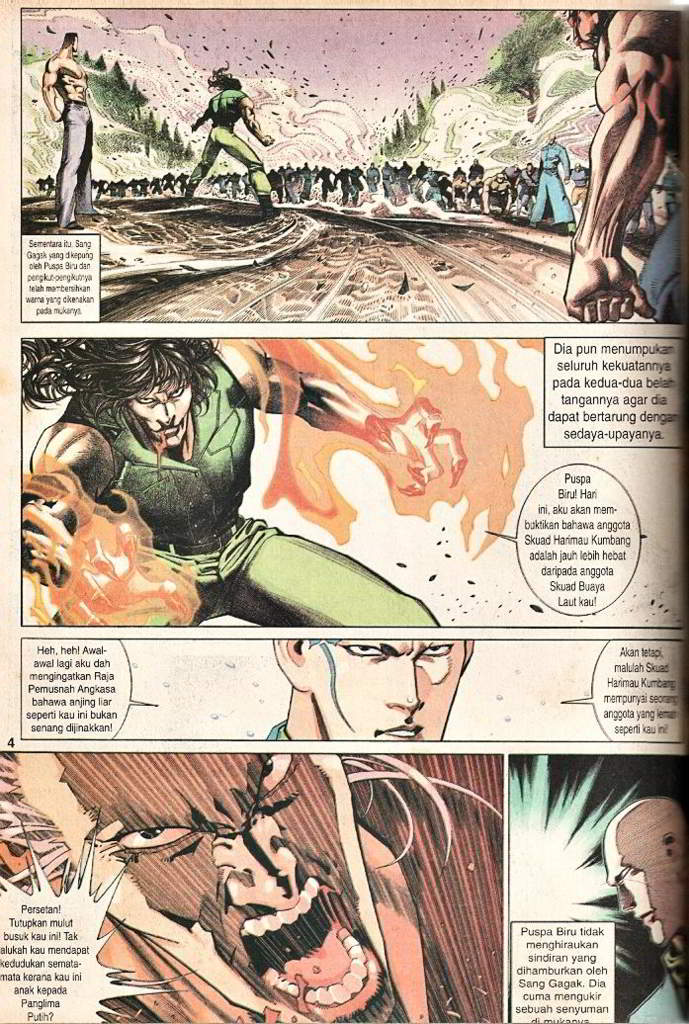 Sementara itu, Sang
Gagak yang dikepung
oleh Puspa Biru dan
pengikut-pengikutnya
telah membersihkan
warna yang dikenakan
pada mukanya.
Dia pun menumpukan
seluruh kekuatannya
pada kedua-dua belah
tangannya agar dia
dapat bertarung dengan
sedaya-upayanya.
Puspa
Biru! Hari
ini, aku akan mem-
buktikan bahawa anggota
Skuad Harimau Kumbang
adalah jauh lebih hebat
daripada anggota
Skuad Buaya
Laut kau!
Heh, heh! Awal-
awal lagi aku dah
mengingatkan Raja
Pemusnah Angkasa
bahawa anjing liar
seperti kau ini bukan
senang dijinakkan!
Akan tetapi,
malulah Skuad
Harimau Kumbang
mempunyai seorang
anggota yang lemah
seperti kau ini!
4
Persetan!
Tutupkan mulut
busuk kau ini! Tak
alukah kau mendapat
kedudukan semata-
mata kerana kau ini
anak kepada
Panglima
Putih?
Puspa Biru tidak
menghiraukan
sindiran yang
dihamburkan oleh
Sang Gagak. Dia
cuma mengukir
sebuah senyuman
di mukanya